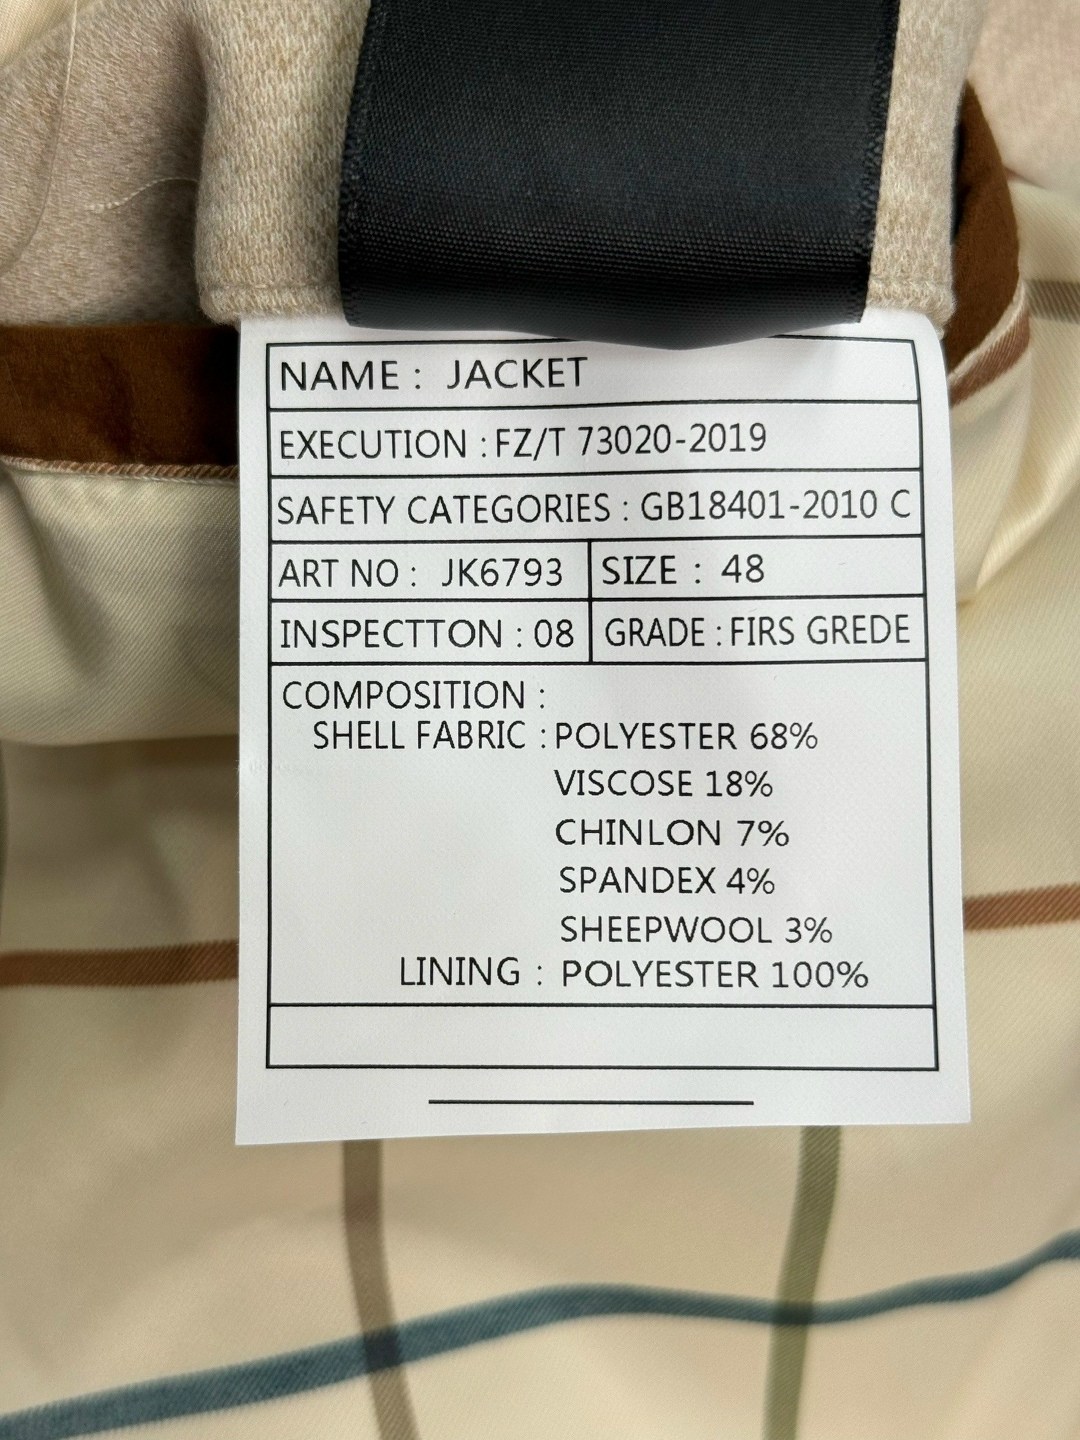 NAME : JACKET
EXECUTION : FZ/T 73020-2019
SAFETY CATEGORIES : GB18401-2010 C
ART NO : JK6793 SIZE : 48
INSPECTTON : 08 GRADE : FIRS GREDE
COMPOSITION :
SHELL FABRIC : POLYESTER 68%
VISCOSE 18%
CHINLON 7%
SPANDEX 4%
SHEEPWOOL 3%
LINING : POLYESTER 100%